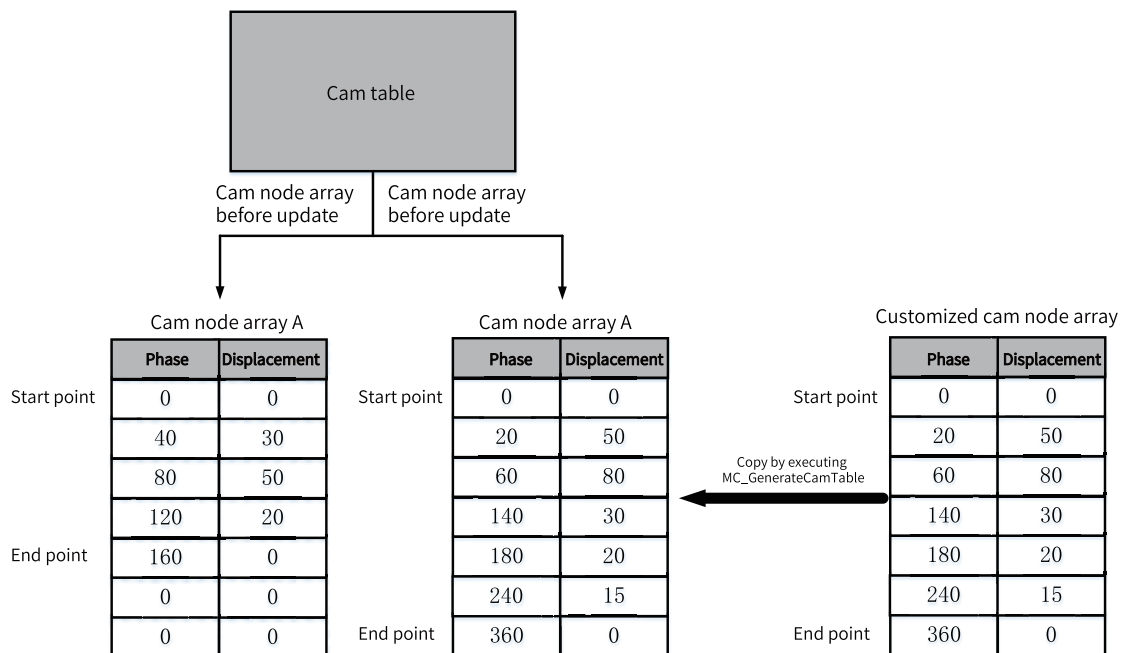 Cam table
Cam node array
before update
Cam node array
before update
Cam node array A
Phase Displacement
Start point 0 0
40 30
80 50
120 20
End point 160 0
0 0
0 0
Cam node array A
Phase Displacement
Start point 0 0
20 50
60 80
140 30
180 20
240 15
End point 360 0
Copy by executing
MC_GenerateCamTable
Customized cam node array
Phase Displacement
Start point 0 0
20 50
60 80
140 30
180 20
240 15
End point 360 0